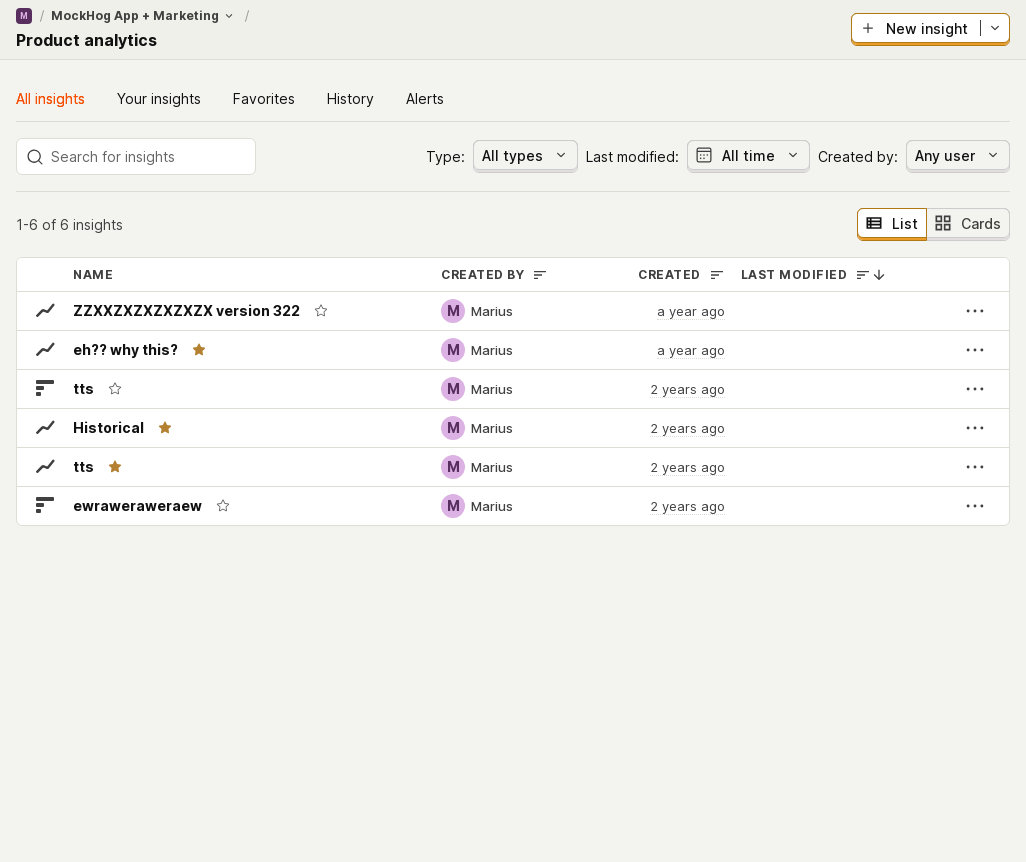 M / MockHog App + Marketing /
Product analytics
New insight
All insights Your insights Favorites History Alerts
Search for insights Type: All types Last modified: All time Created by: Any user
1-6 of 6 insights List Cards
NAME CREATED BY CREATED LAST MODIFIED
ZZXXZXZXZXZXZX version 322 M Marius a year ago
eh?? why this? M Marius a year ago
tts M Marius 2 years ago
Historical M Marius 2 years ago
tts M Marius 2 years ago
ewraweraweraew M Marius 2 years ago